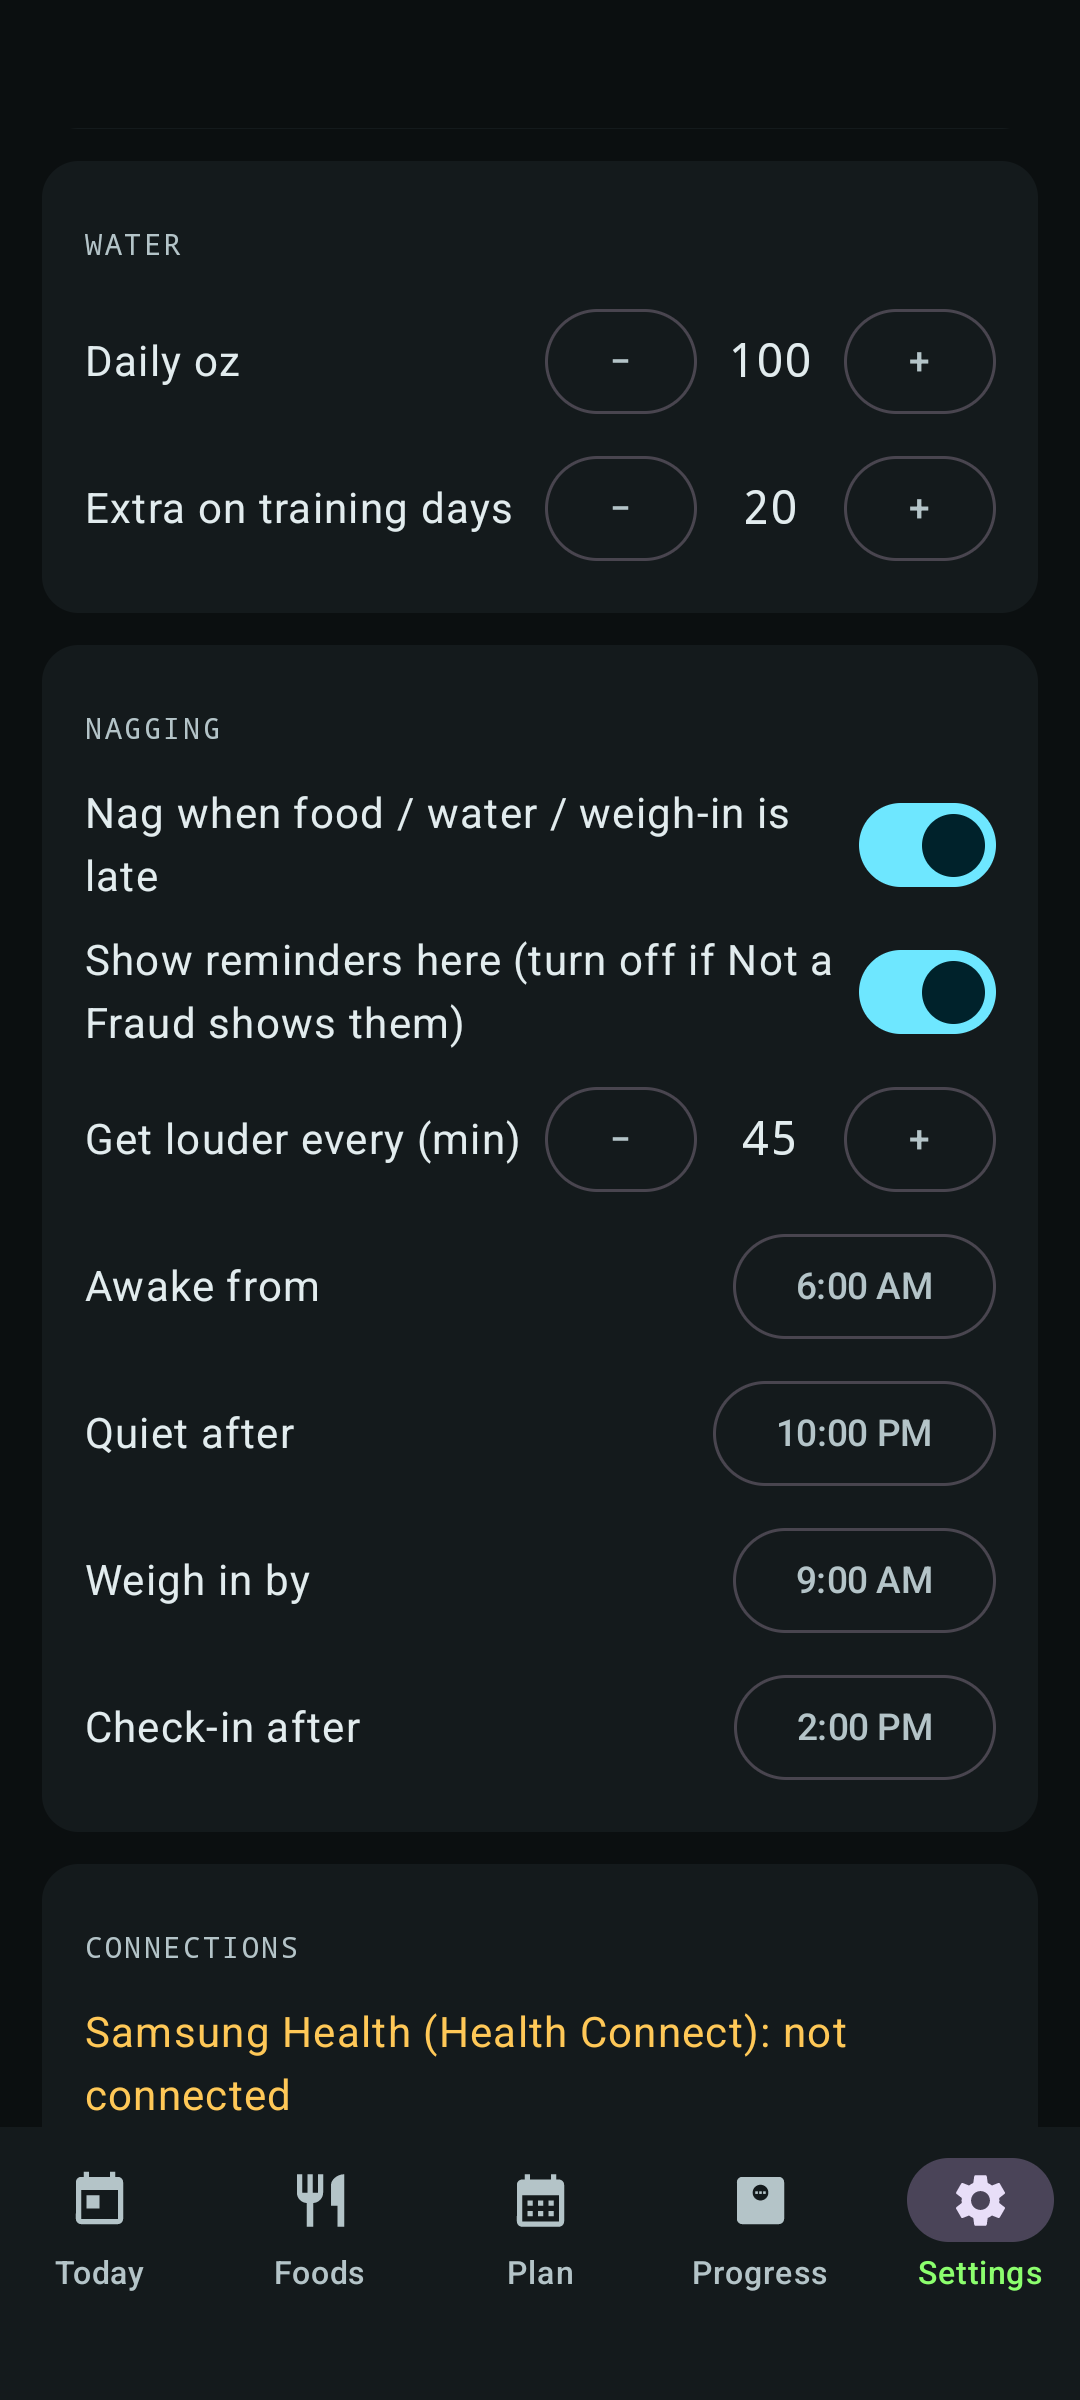 WATER
Daily oz − 100 +
Extra on training days − 20 +
NAGGING
Nag when food / water / weigh-in is
late
Show reminders here (turn off if Not a
Fraud shows them)
Get louder every (min) − 45 +
Awake from 6:00 AM
Quiet after 10:00 PM
Weigh in by 9:00 AM
Check-in after 2:00 PM
CONNECTIONS
Samsung Health (Health Connect): not
connected
Today Foods Plan Progress Settings